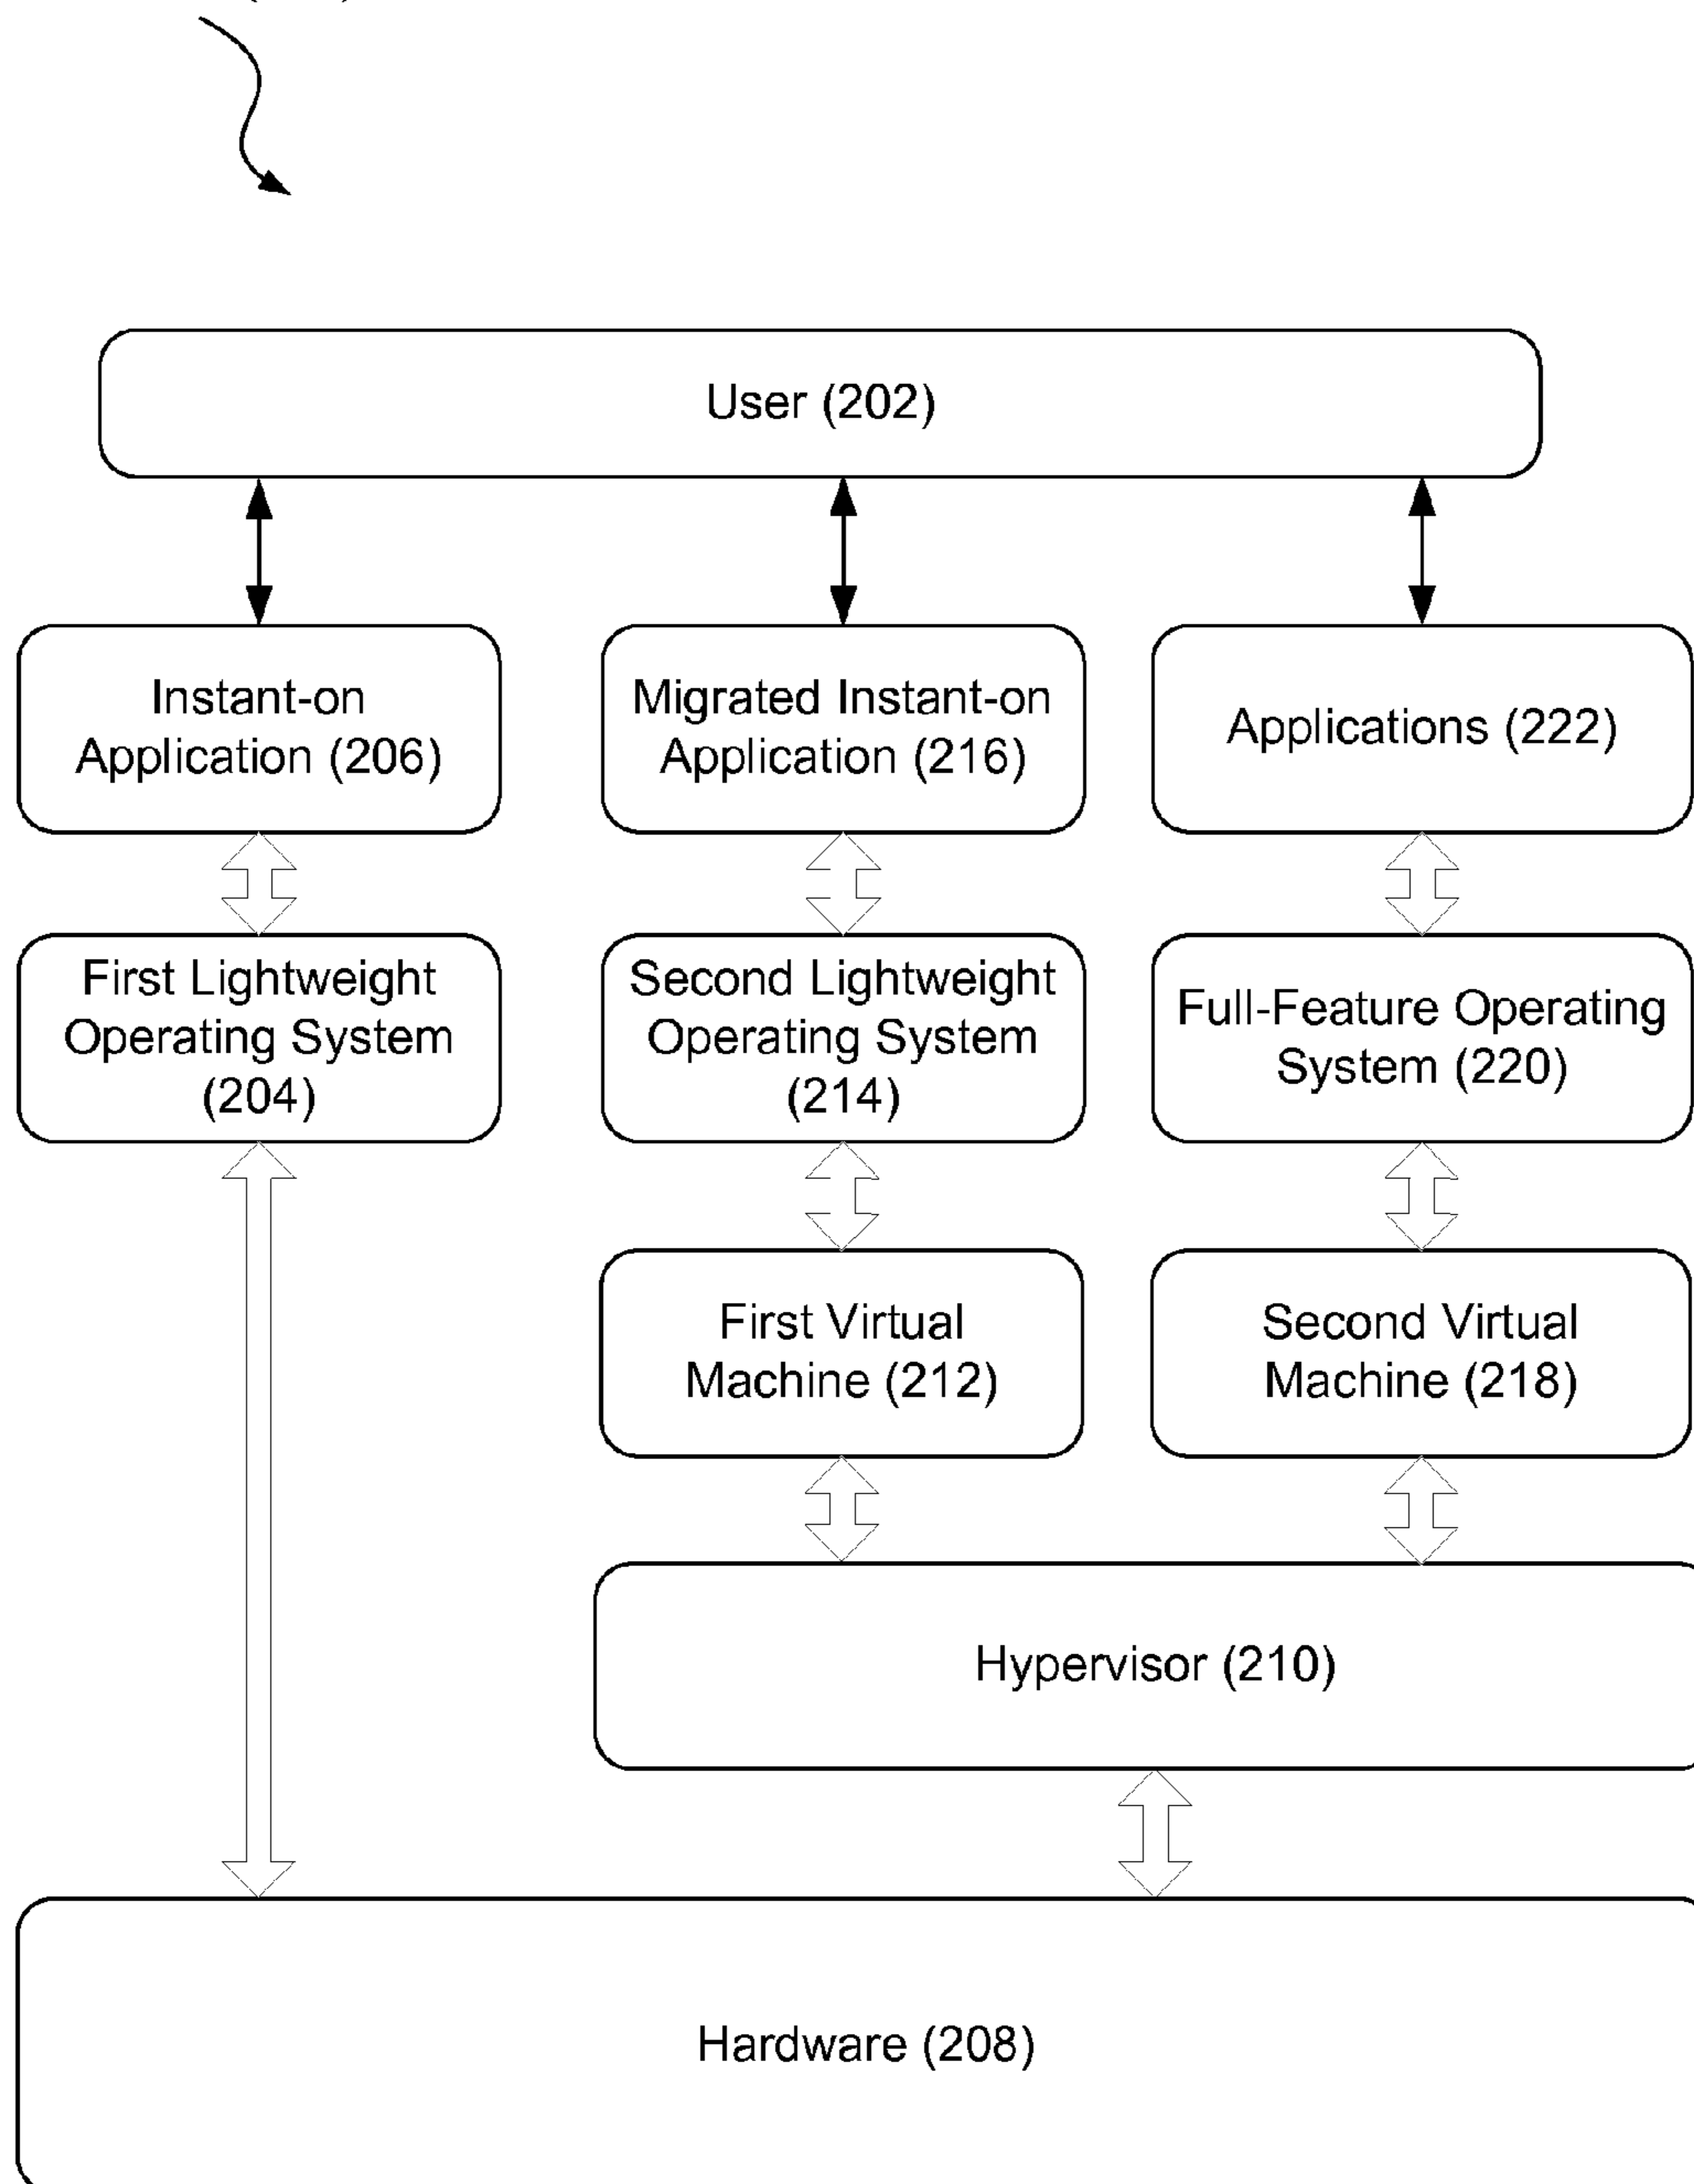 User (202)
Instant-on
Application (206)
Migrated Instant-on
Application (216)
Applications (222)
First Lightweight
Operating System
(204)
Second Lightweight
Operating System
(214)
Full-Feature Operating
System (220)
First Virtual
Machine (212)
Second Virtual
Machine (218)
Hypervisor (210)
Hardware (208)